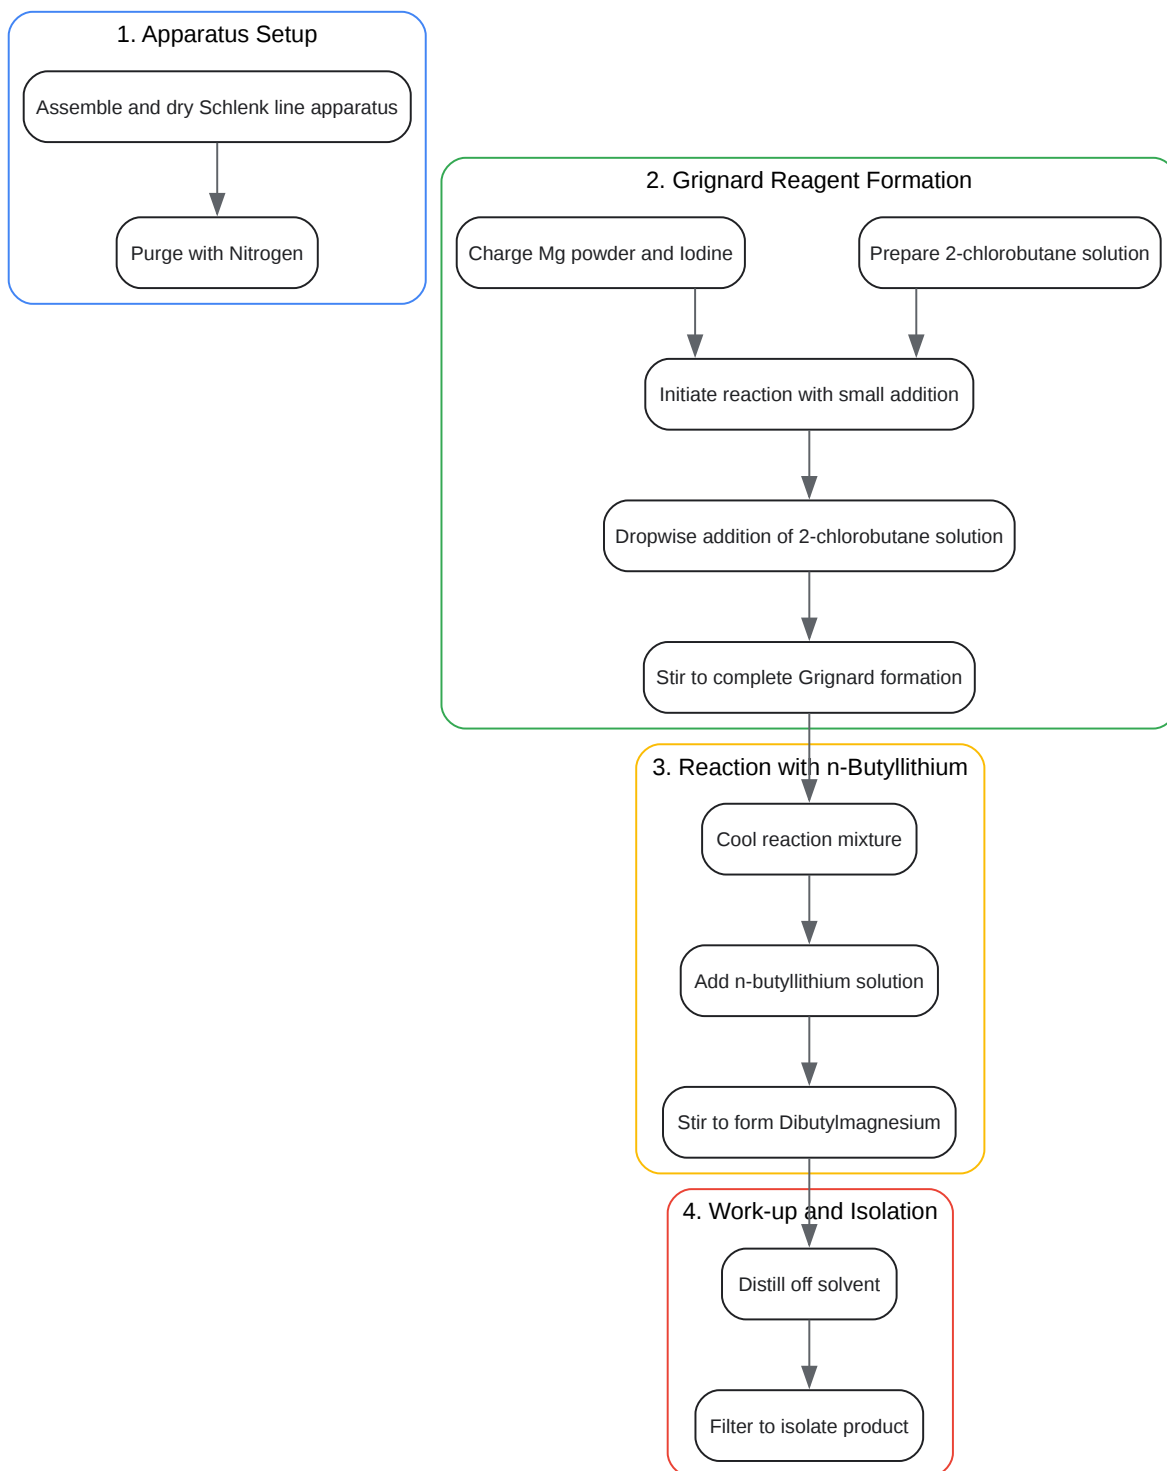 1. Apparatus Setup
Assemble and dry Schlenk line apparatus
Purge with Nitrogen
2. Grignard Reagent Formation
Charge Mg powder and Iodine
Prepare 2-chlorobutane solution
Initiate reaction with small addition
Dropwise addition of 2-chlorobutane solution
Stir to complete Grignard formation
3. Reaction with n-Butyllithium
Cool reaction mixture
Add n-butyllithium solution
Stir to form Dibutylmagnesium
4. Work-up and Isolation
Distill off solvent
Filter to isolate product